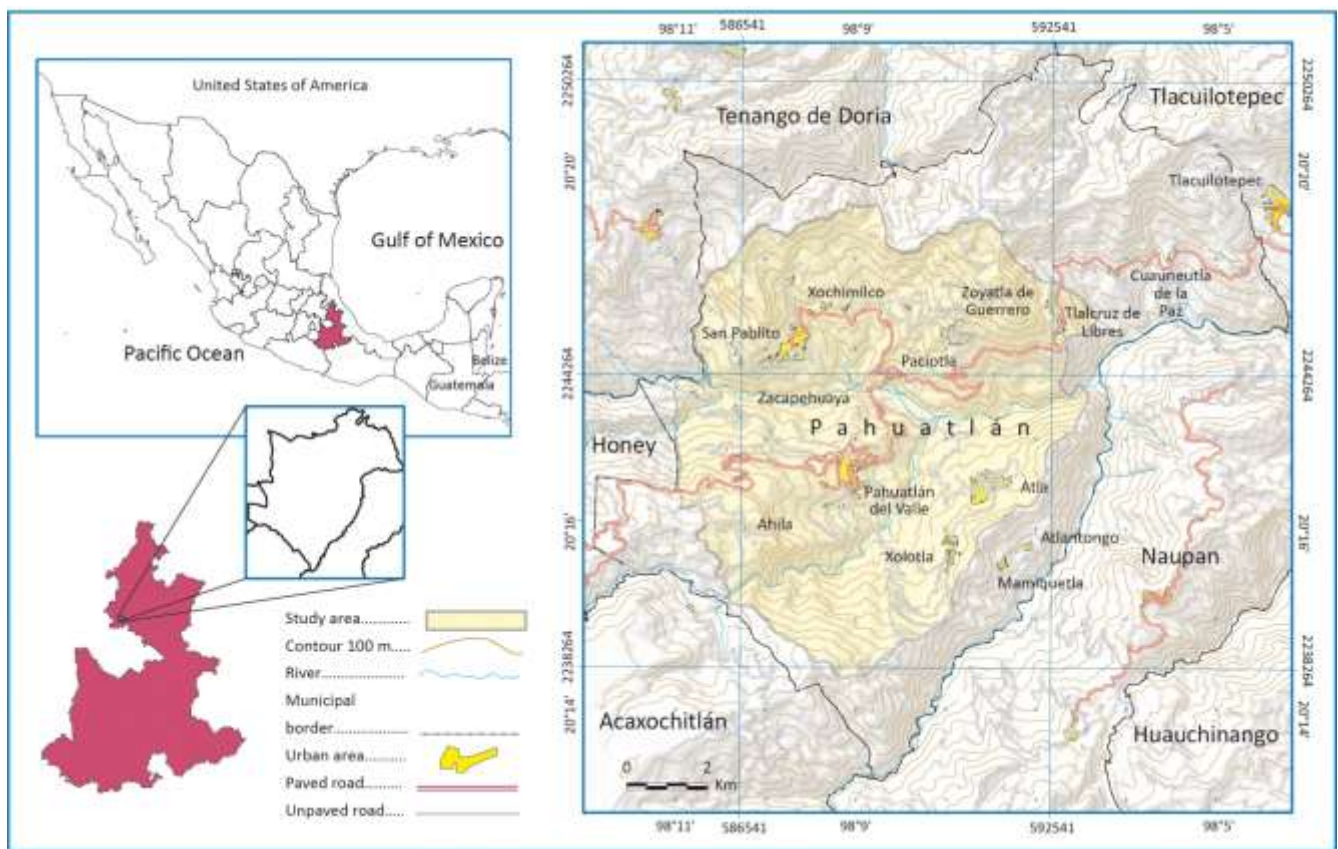 United States of America
Gulf of Mexico
Pacific Ocean
Belize
Guatemala
Study area............
Contour 100 m.....
River....................
Municipal
border..................
Urban area...........
Paved road...........
Unpaved road.....
98°11'
586541
98°9'
592541
98°5'
2250264
20°20'
2244264
20°16'
2238264
20°14'
2250264
20°20'
2244264
20°16'
2238264
20°14'
98°11'
586541
98°9'
592541
98°5'
Tenango de Doria
Tlacuilotepec
Tlacuilotepec
Xochimilco
Zoyatla de
Guerrero
Cuauneutla
de la
Paz
Tlalcruz de
Libres
San Pablito
Paciotla
Zacapehuaya
Pahuatlán
Honey
Pahuatlán
del Valle
Atla
Ahila
Xolotla
Atlantongo
Mamiquetla
Naupan
Acaxochitlán
Huauchinango
0 2
Km